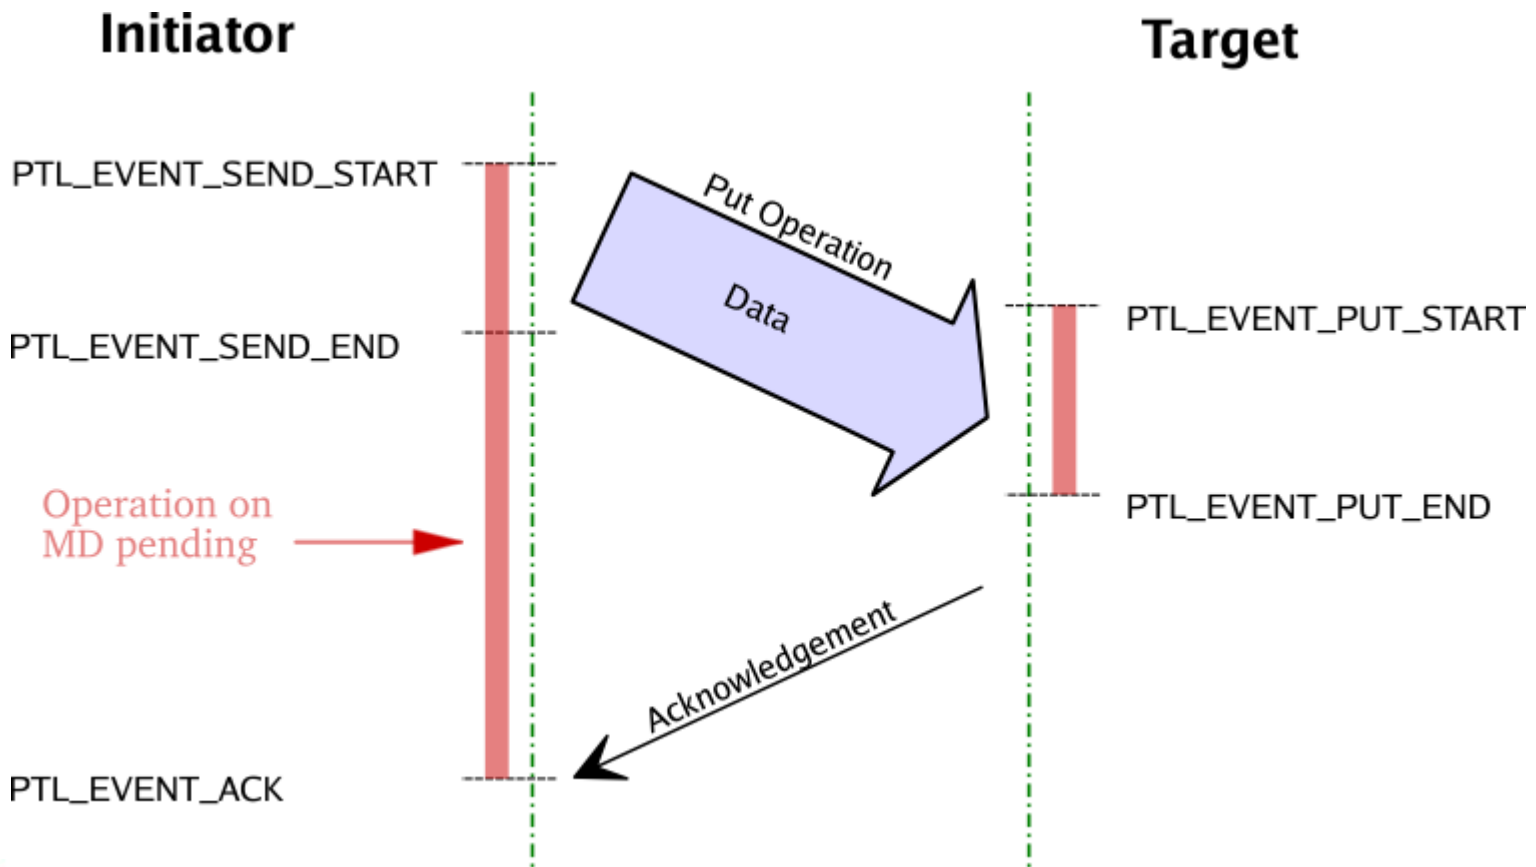 Initiator
Target
PTL_EVENT_SEND_START
Put Operation
Data
PTL_EVENT_PUT_START
PTL_EVENT_SEND_END
Operation on
MD pending
PTL_EVENT_PUT_END
Acknowledgement
PTL_EVENT_ACK